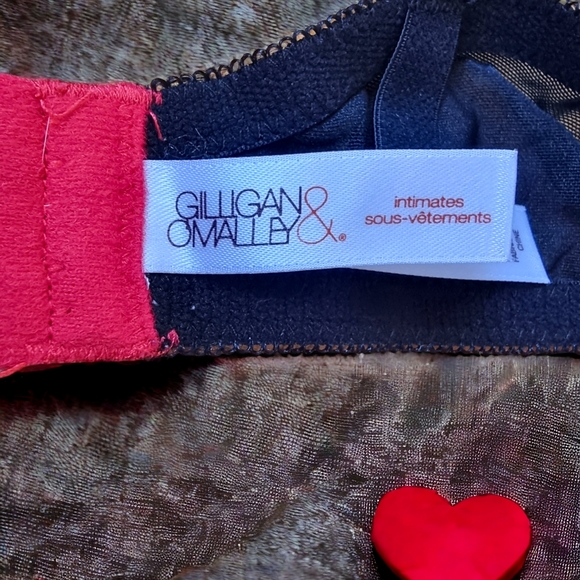 GILLIGAN &
O'MALLEY ®
intimates
sous-vêtements